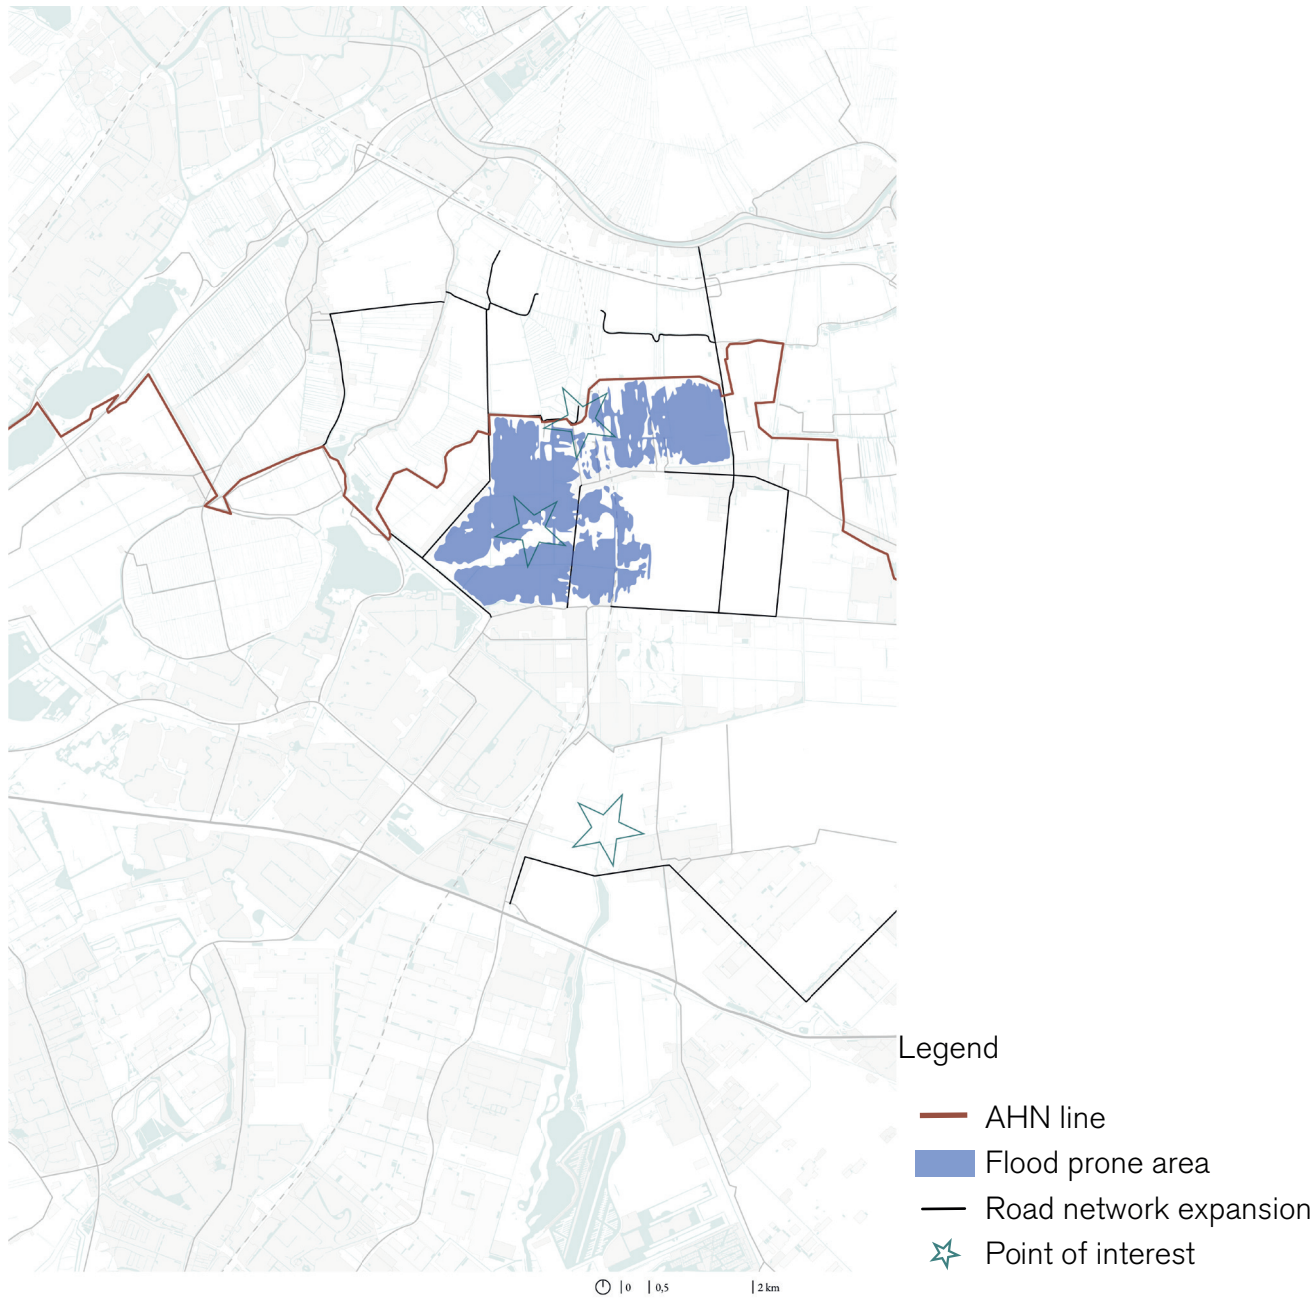 Legend
AHN line
Flood prone area
Road network expansion
Point of interest
0 0,5 2 km